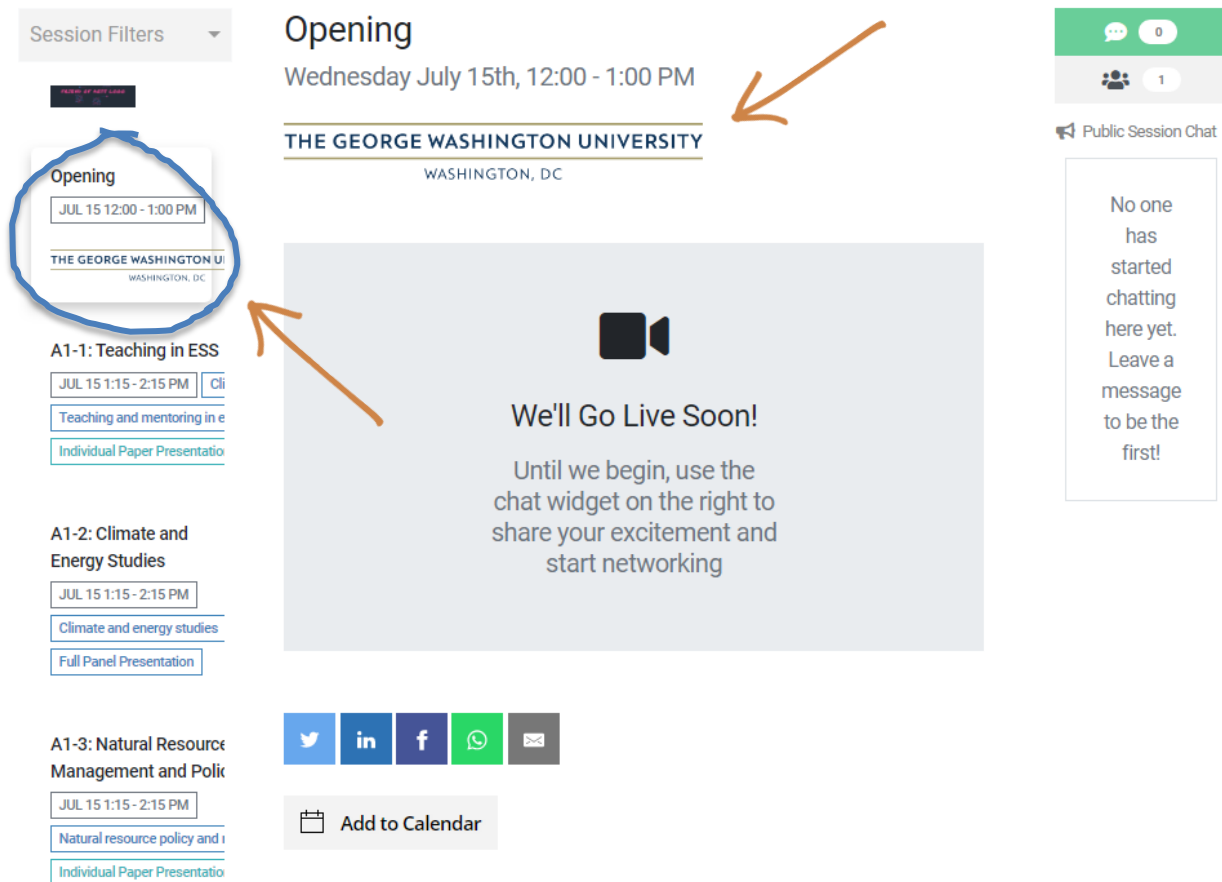 Session Filters
Opening
JUL 15 12:00 - 1:00 PM
THE GEORGE WASHINGTON U
WASHINGTON, DC
A1-1: Teaching in ESS
JUL 15 1:15 - 2:15 PM
Cli
Teaching and mentoring in e
Individual Paper Presentatio
A1-2: Climate and
Energy Studies
JUL 15 1:15 - 2:15 PM
Climate and energy studies
Full Panel Presentation
A1-3: Natural Resource
Management and Polic
JUL 15 1:15 - 2:15 PM
Natural resource policy and
Individual Paper Presentatio
Opening
Wednesday July 15th, 12:00 - 1:00 PM
THE GEORGE WASHINGTON UNIVERSITY
WASHINGTON, DC
We'll Go Live Soon!
Until we begin, use the
chat widget on the right to
share your excitement and
start networking
in f
Add to Calendar
0
1
Public Session Chat
No one
has
started
chatting
here yet.
Leave a
message
to be the
first!